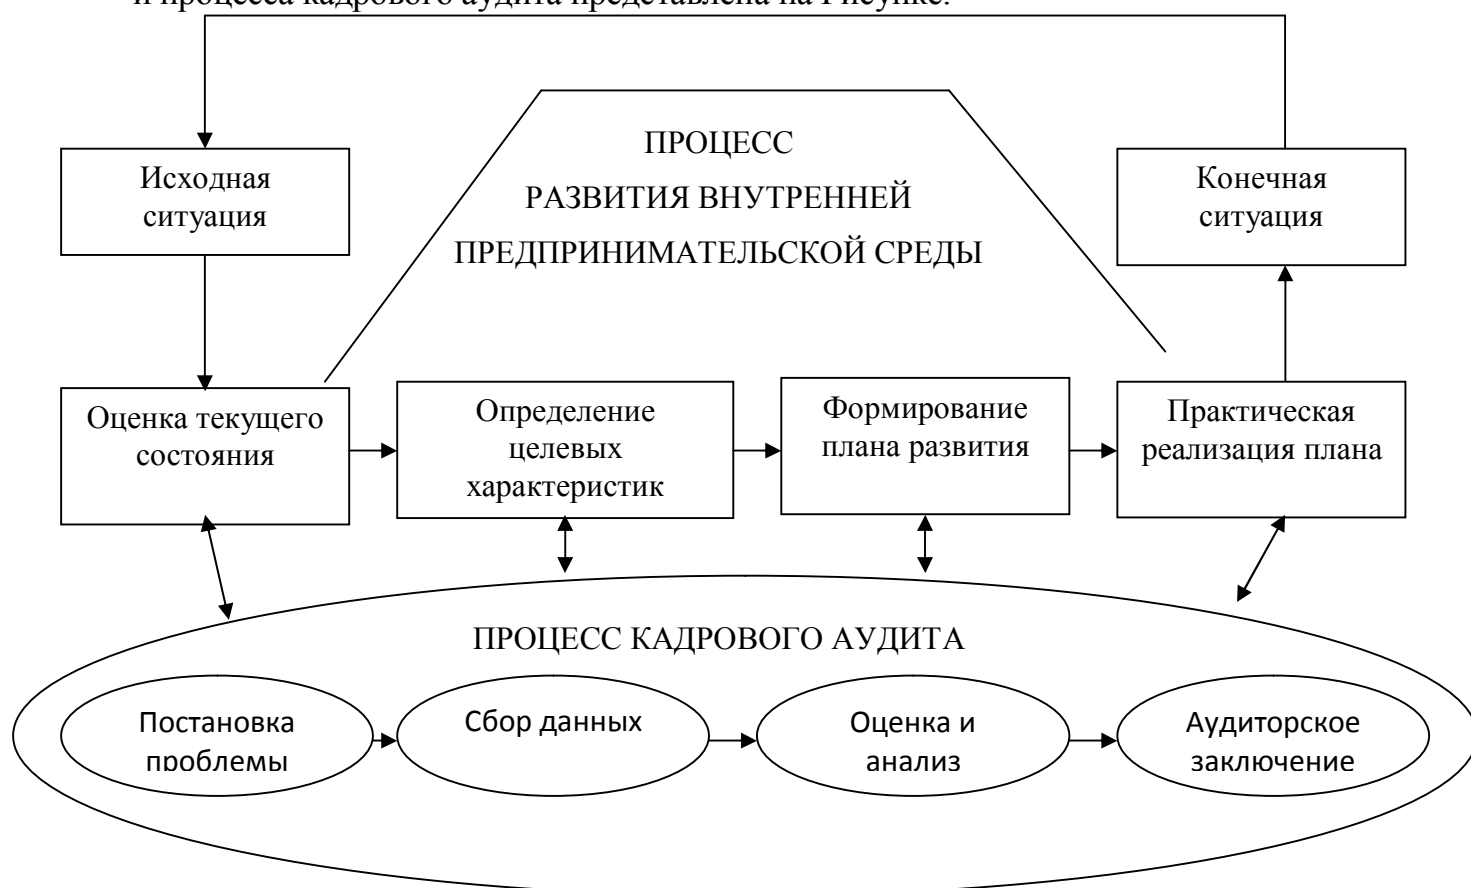 и процесса кадрового аудита представлена на Рисунке.
ПРОЦЕСС
РАЗВИТИЯ ВНУТРЕННЕЙ
ПРЕДПРИНИМАТЕЛЬСКОЙ СРЕДЫ
Исходная
ситуация
Конечная
ситуация
Оценка текущего
состояния
Определение
целевых
характеристик
Формирование
плана развития
Практическая
реализация плана
ПРОЦЕСС КАДРОВОГО АУДИТА
Постановка
проблемы
Сбор данных
Оценка и
анализ
Аудиторское
заключение